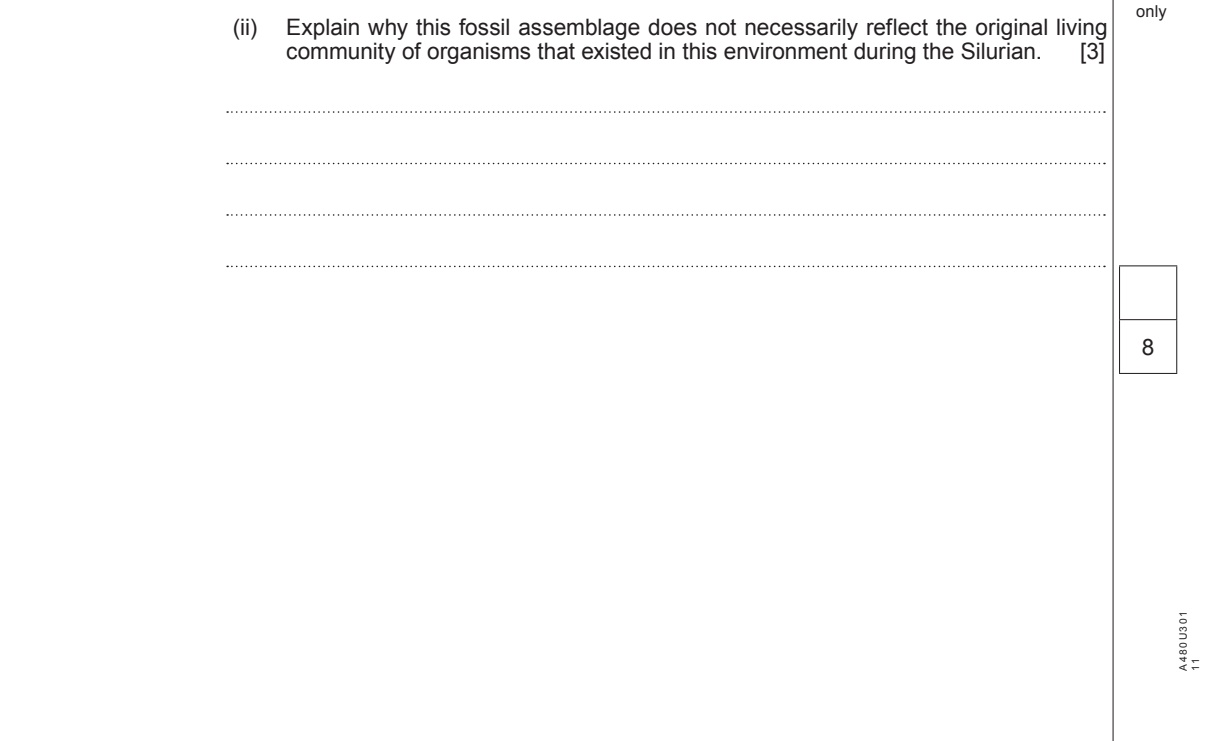 only
(ii) Explain why this fossil assemblage does not necessarily reflect the original living
community of organisms that existed in this environment during the Silurian. [3]
8
A480U301
11